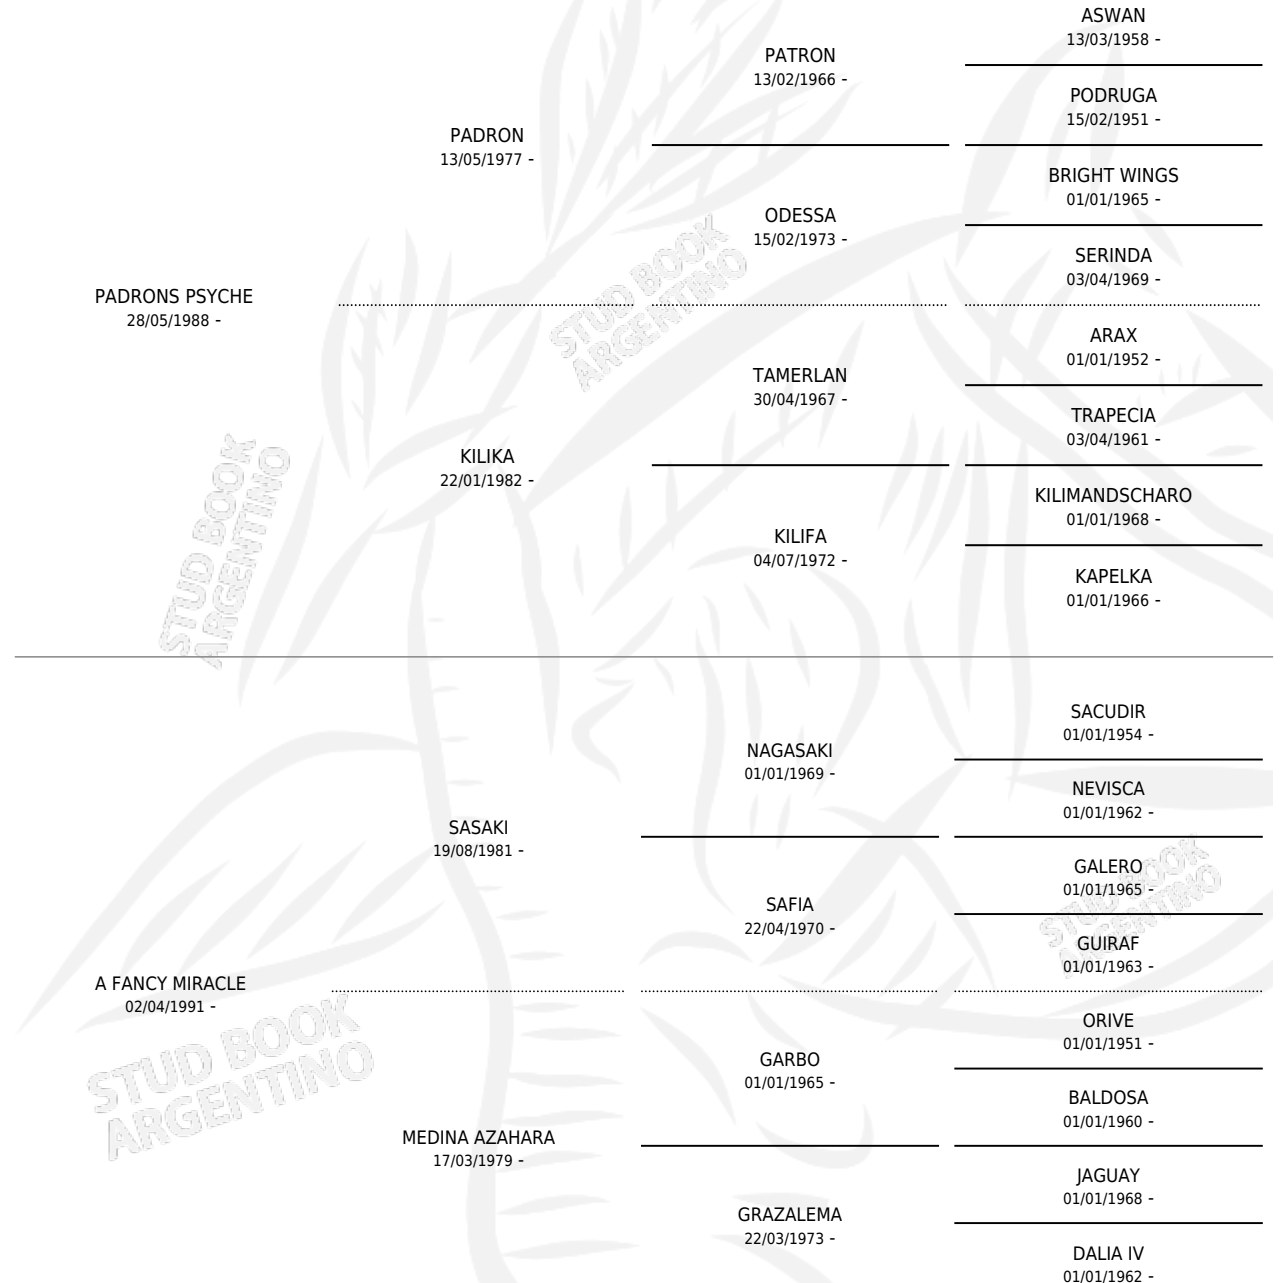 ASWAN
13/03/1958 -
PATRON
13/02/1966 -
PODRUGA
15/02/1951 -
PADRON
13/05/1977 -
BRIGHT WINGS
01/01/1965 -
ODESSA
15/02/1973 -
SERINDA
03/04/1969 -
PADRONS PSYCHE
28/05/1988 -
ARAX
01/01/1952 -
TAMERLAN
30/04/1967 -
TRAPECIA
03/04/1961 -
KILIKA
22/01/1982 -
KILIMANDSCHARO
01/01/1968 -
KILIFA
04/07/1972 -
KAPELKA
01/01/1966 -
STUD BOOK
ARGENTINO
STUD BOOK
ARGENTINO
SACUDIR
01/01/1954 -
NAGASAKI
01/01/1969 -
NEVISCA
01/01/1962 -
SASAKI
19/08/1981 -
GALERO
01/01/1965 -
SAFIA
22/04/1970 -
GUIRAF
01/01/1963 -
A FANCY MIRACLE
02/04/1991 -
ORIVE
01/01/1951 -
GARBO
01/01/1965 -
BALDOSA
01/01/1960 -
MEDINA AZAHARA
17/03/1979 -
JAGUAY
01/01/1968 -
GRAZALEMA
22/03/1973 -
DALIA IV
01/01/1962 -
STUD BOOK
ARGENTINO
STUD BOOK
ARGENTINO